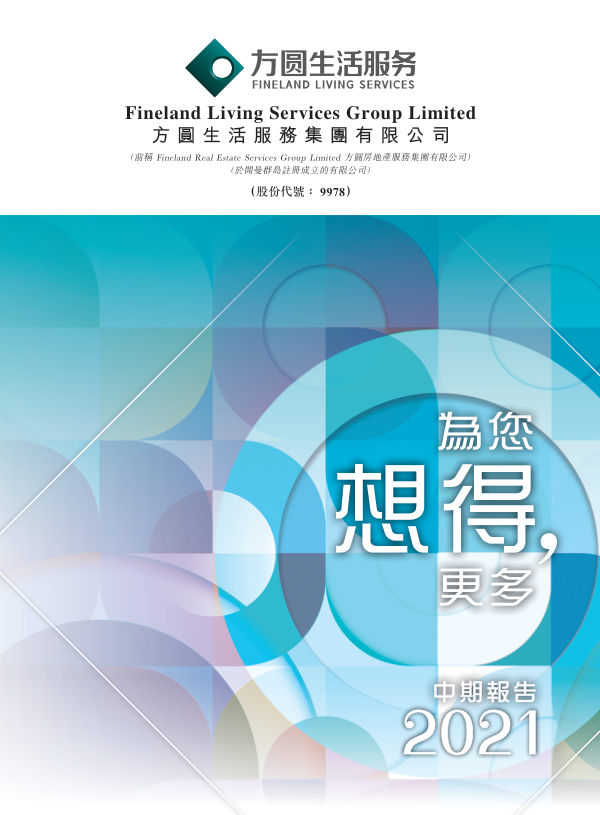 方圆生活服务
FINELAND LIVING SERVICES
Fineland Living Services Group Limited
方圓生活服務集團有限公司
(前稱 Fineland Real Estate Services Group Limited 方圓房地產服務集團有限公司)
(於開曼群島註冊成立的有限公司)
(股份代號：9978)
為您
想得，
更多
中期報告
2021